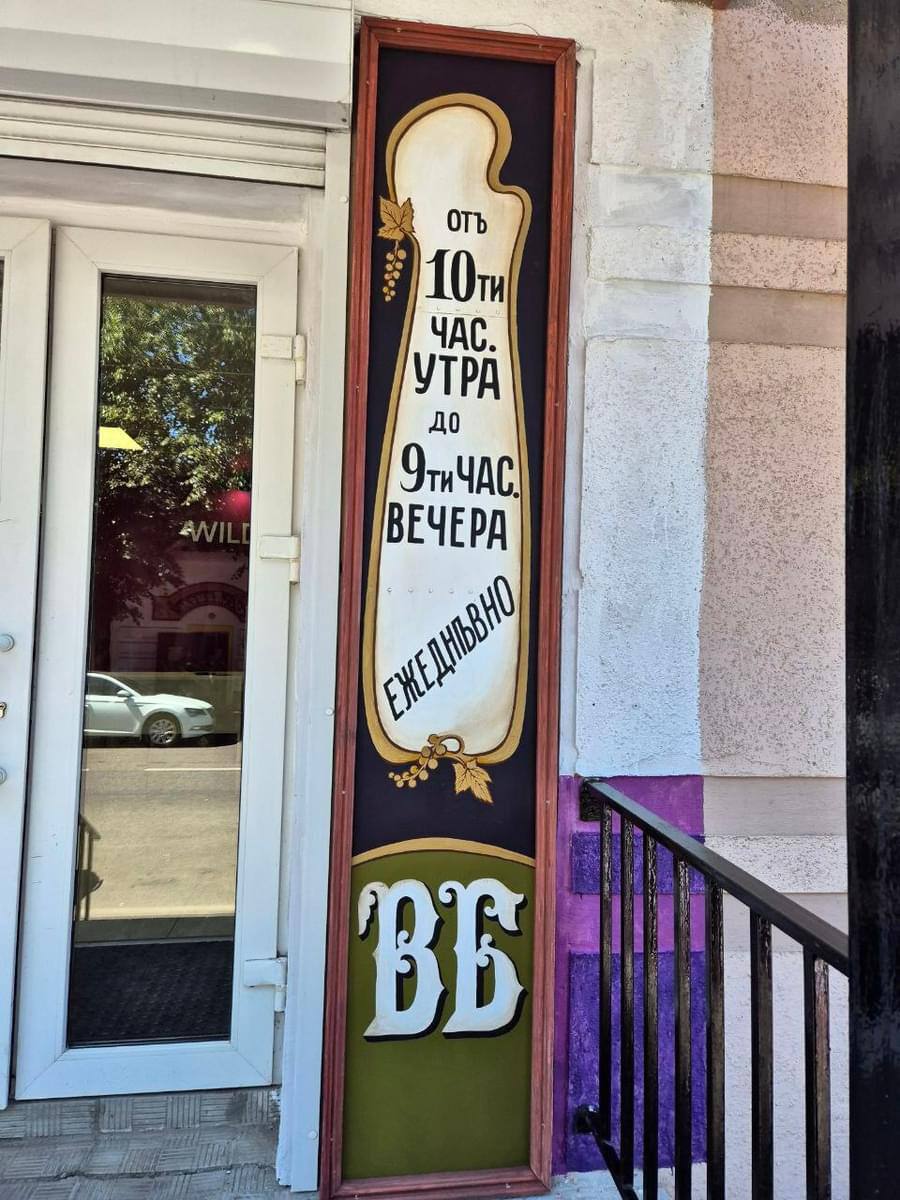 отъ
10ти
ЧАС.
УТРА
до
9ти ЧАС.
ВЕЧЕРА
ЕЖЕДНѢВНО
ВБ
WILD